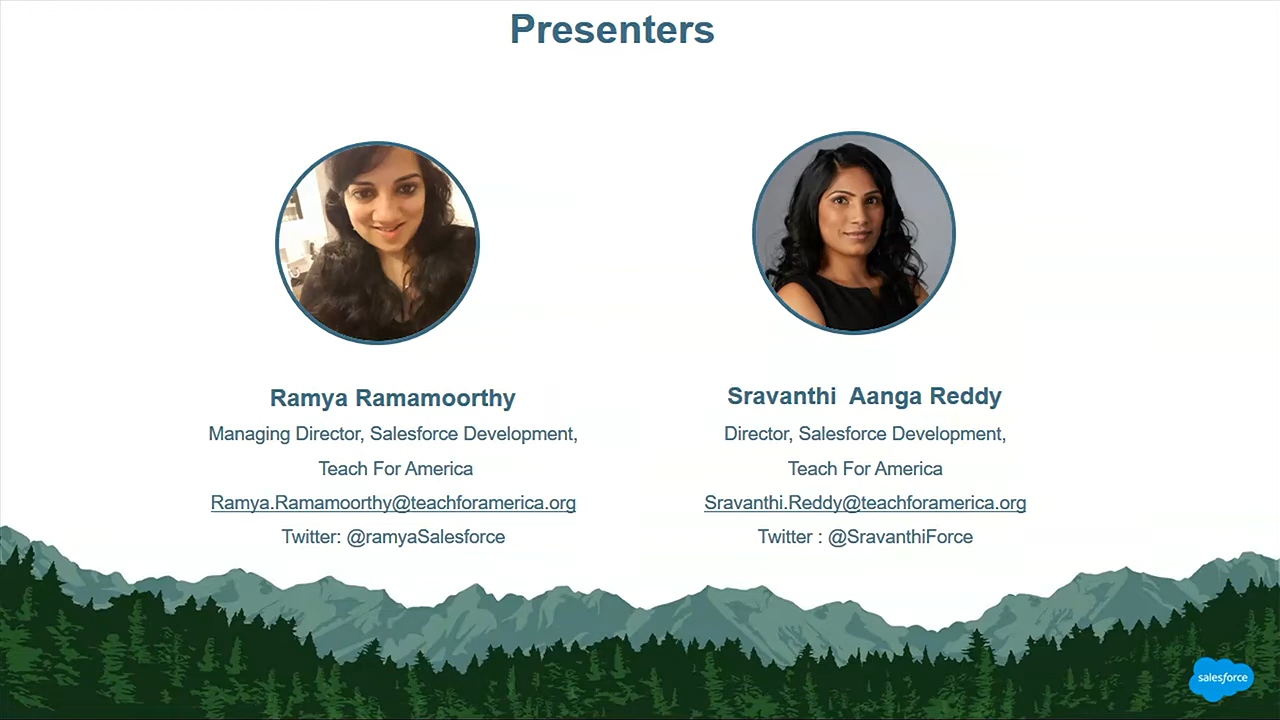 Presenters
Ramya Ramamoorthy
Managing Director, Salesforce Development,
Teach For America
Ramya.Ramamoorthy@teachforamerica.org
Twitter: @ramyaSalesforce
Sravanthi  Aanga Reddy
Director, Salesforce Development,
Teach For America
Sravanthi.Reddy@teachforamerica.org
Twitter : @SravanthiForce
salesforce